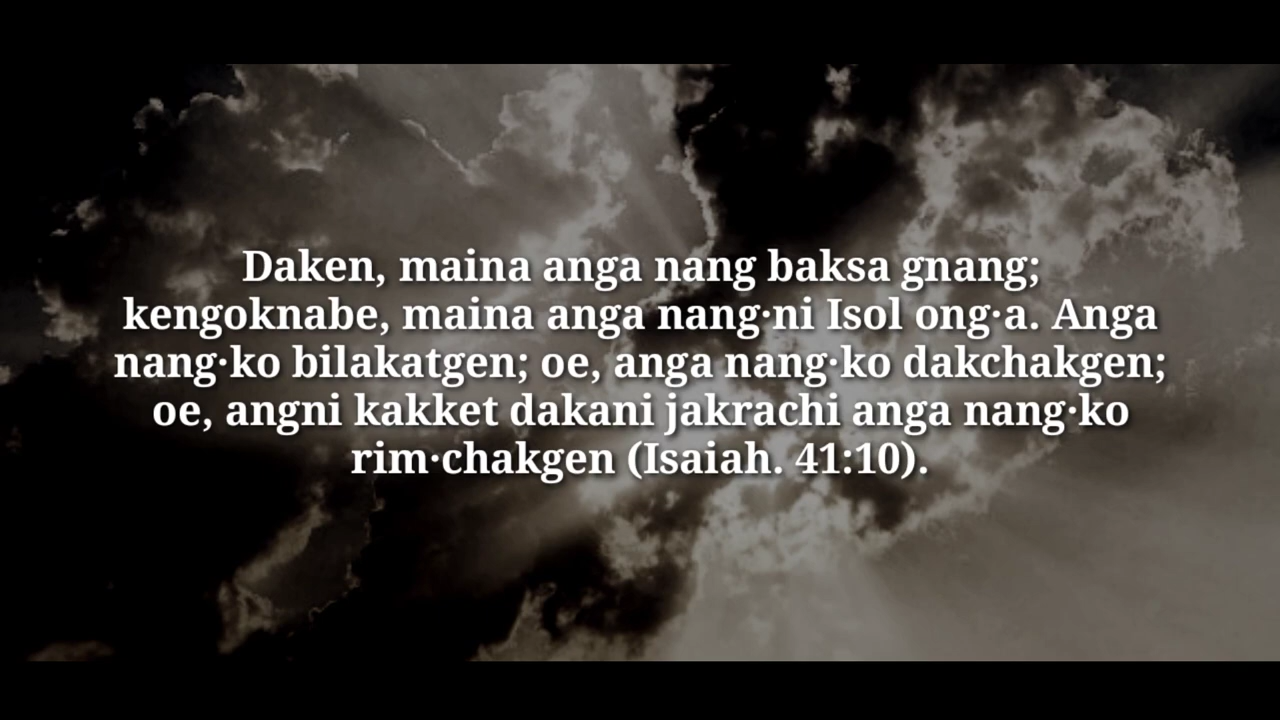 Daken, maina anga nang baksa gnang;
kengoknabe, maina anga nang·ni Isol ong·a. Anga
nang·ko bilakatgen; oe, anga nang·ko dakchakgen;
oe, angni kakket dakani jakrachi anga nang·ko
rim·chakgen (Isaiah. 41:10).